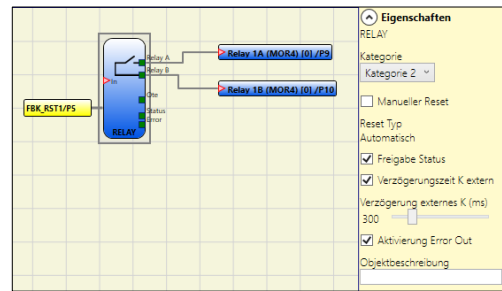 Relay A
Relay B
In
Ote
Status
Error
RELAY
FBK_RST1/P5
Relay 1A (MOR4) [0] /P9
Relay 1B (MOR4) [0] /P10
Eigenschaften
RELAY
Kategorie
Kategorie 2
Manueller Reset
Reset Typ
Automatisch
Freigabe Status
Verzögerungszeit K extern
Verzögerung externes K (ms)
300
Aktivierung Error Out
Objektbeschreibung